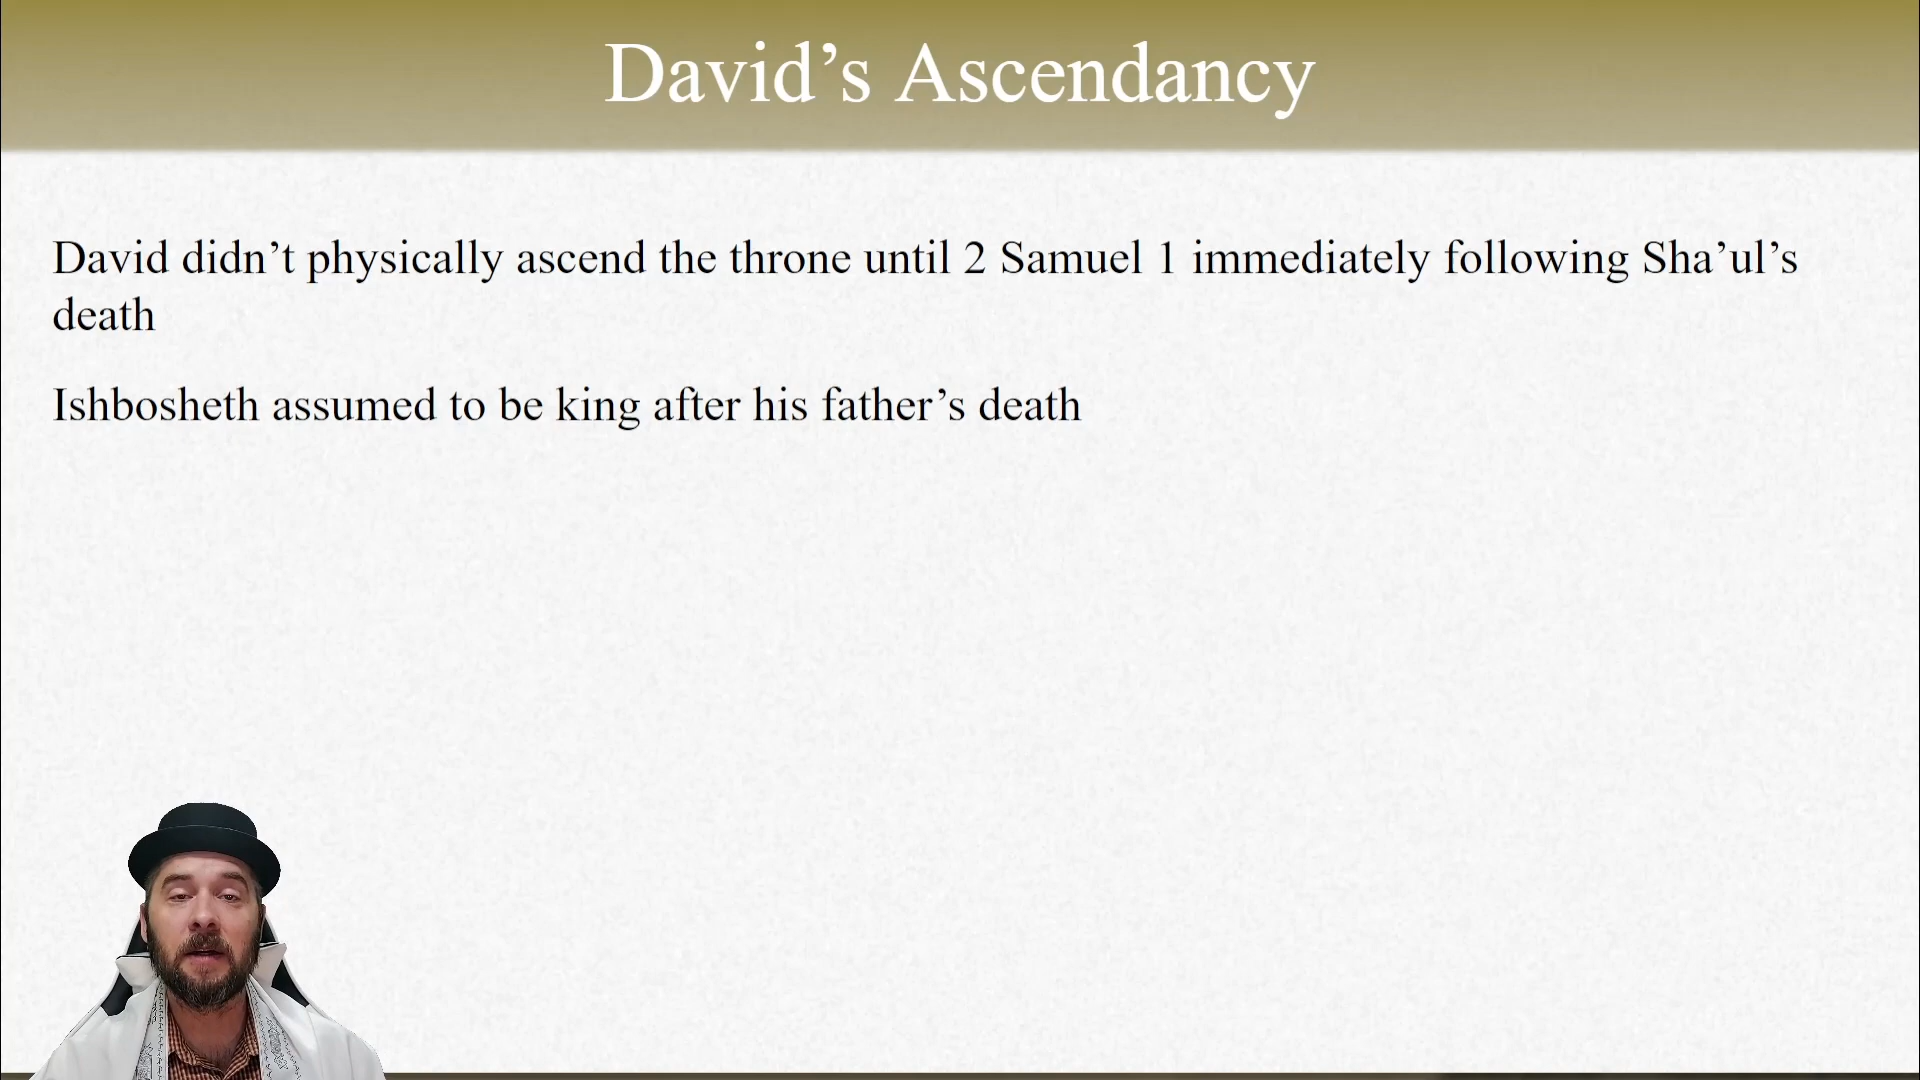 David’s Ascendancy
David didn’t physically ascend the throne until 2 Samuel 1 immediately following Sha’ul’s
death
Ishbosheth assumed to be king after his father’s death